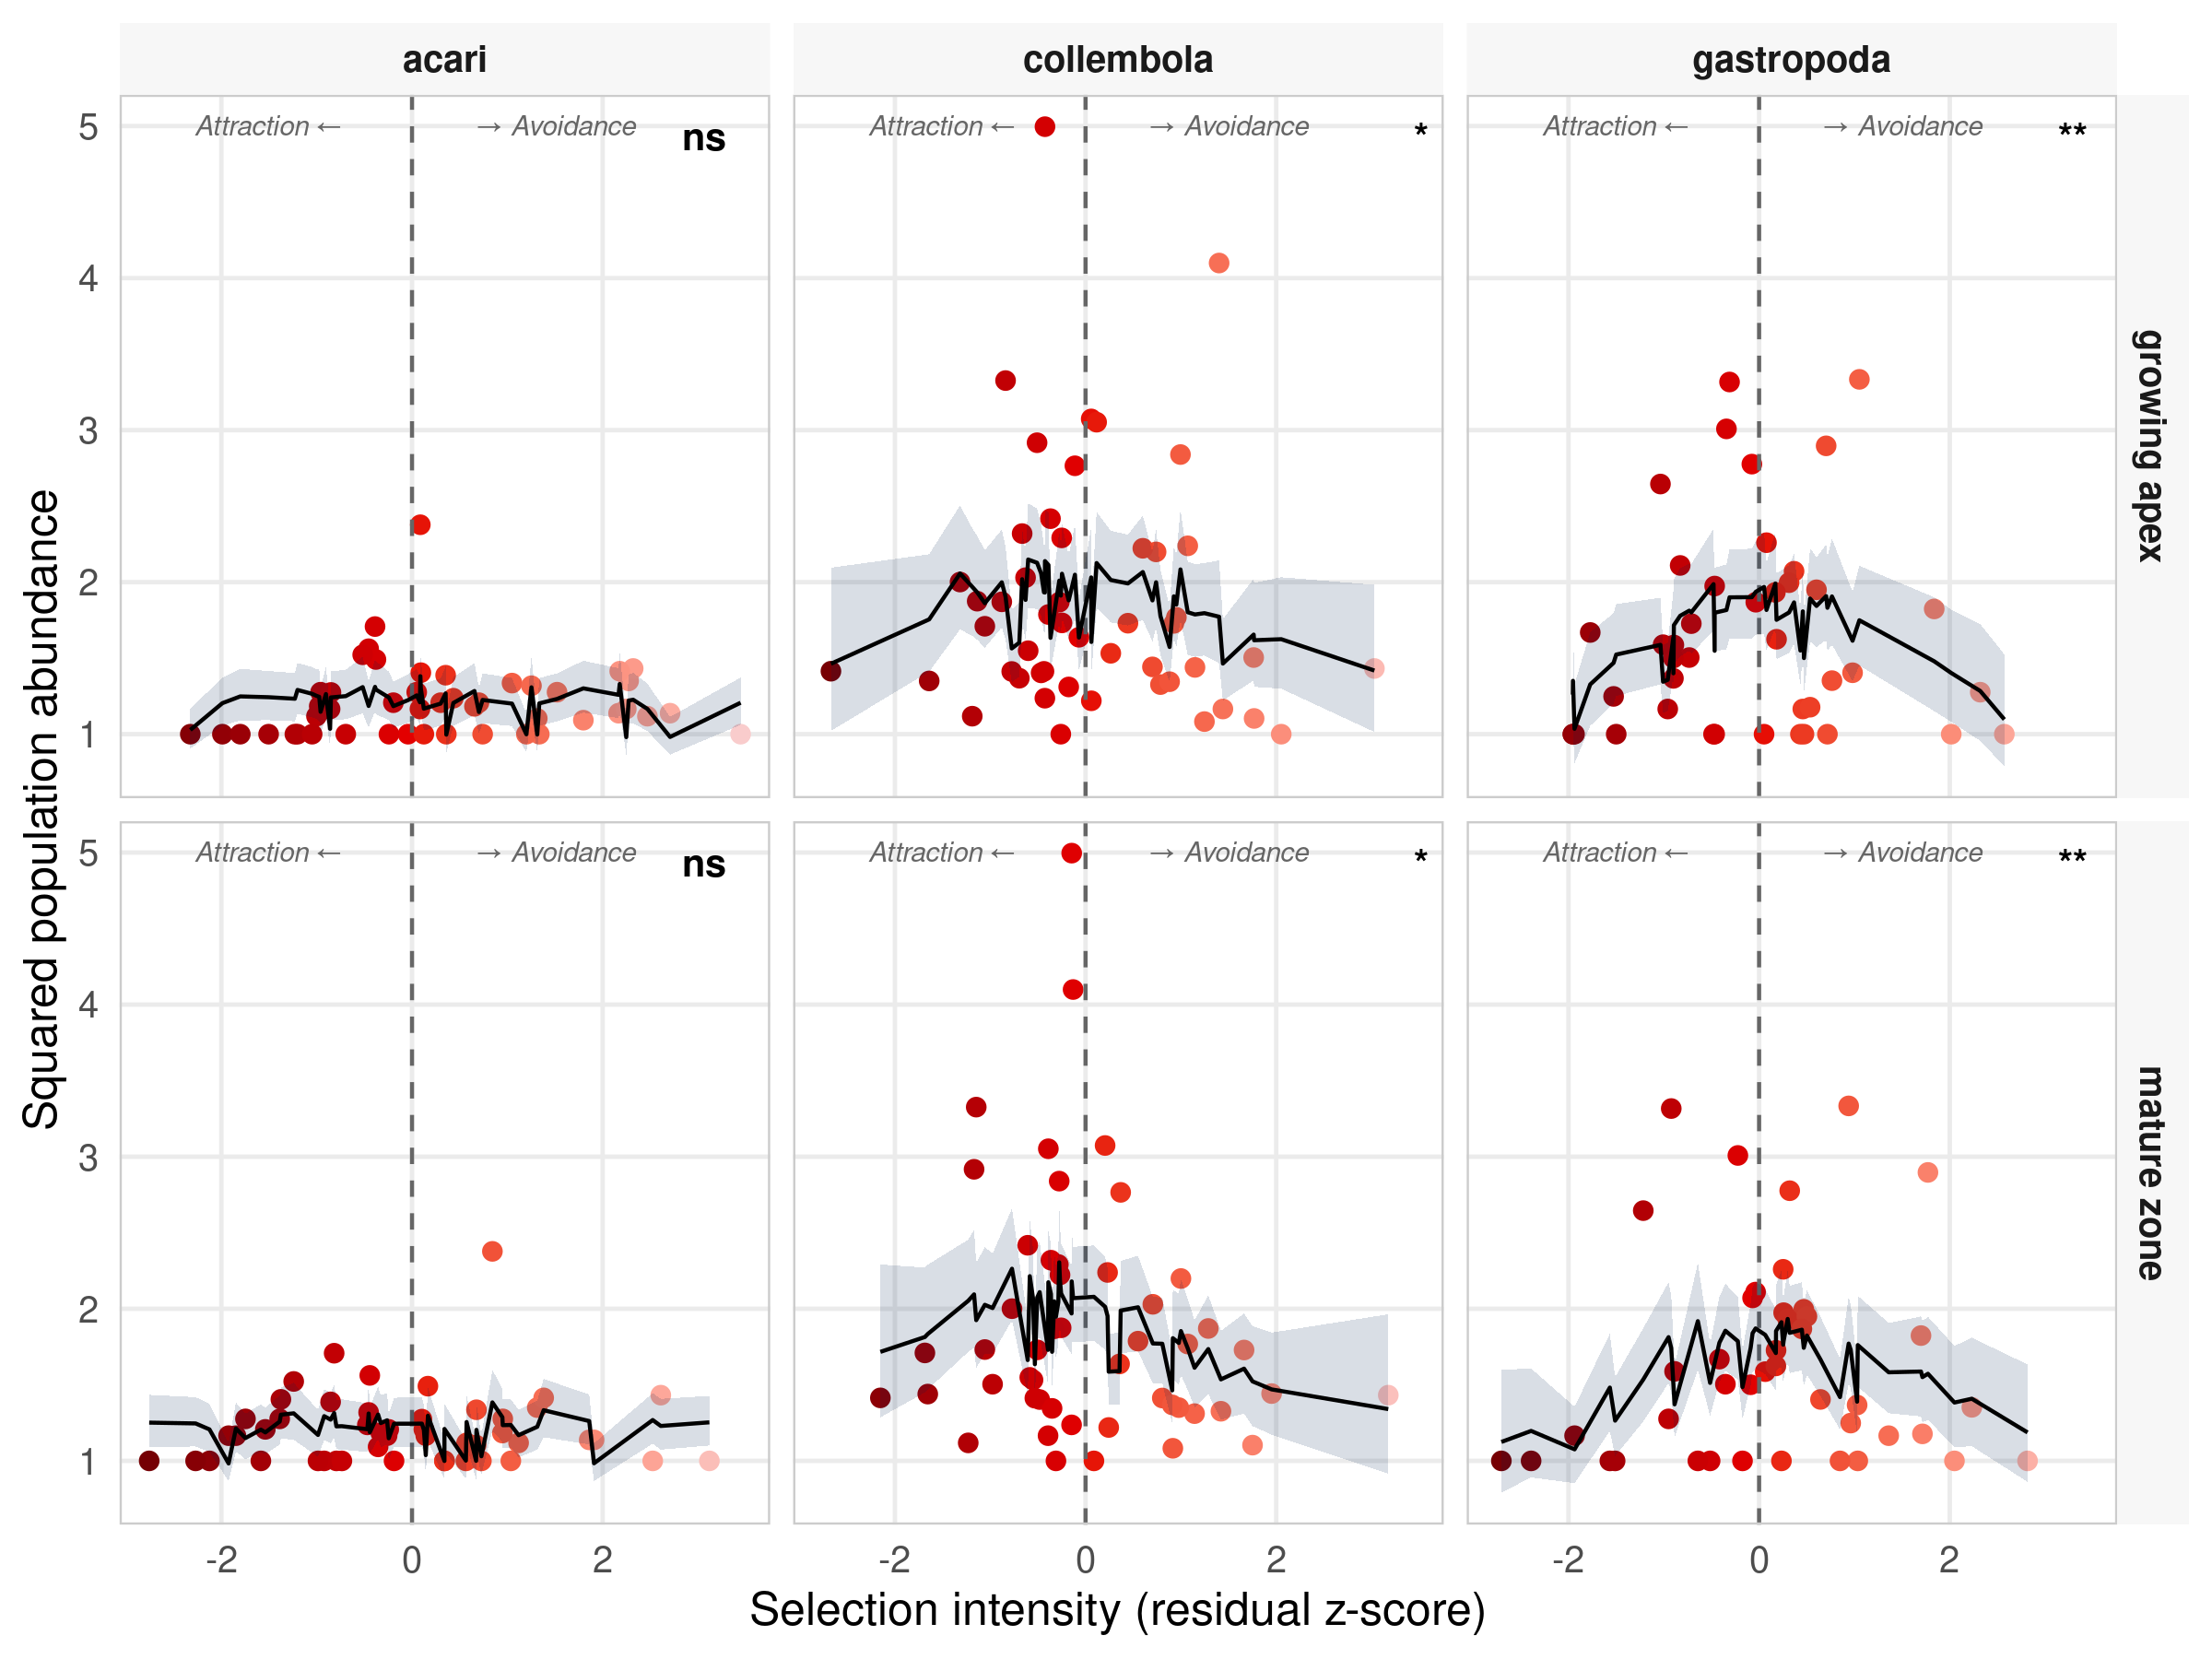 acari
collembola
gastropoda
Attraction ← → Avoidance ns
Attraction ← → Avoidance *
Attraction ← → Avoidance **
5
4
3
2
1
growing apex
Squared population abundance
Attraction ← → Avoidance ns
Attraction ← → Avoidance *
Attraction ← → Avoidance **
5
4
3
2
1
mature zone
-2 0 2
-2 0 2
-2 0 2
Selection intensity (residual z-score)